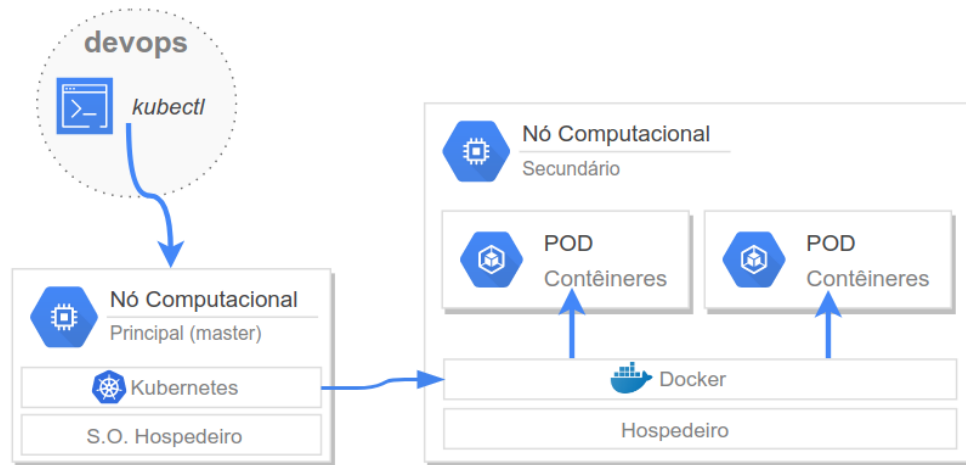 devops
kubectl
Nó Computacional
Principal (master)
Kubernetes
S.O. Hospedeiro
Nó Computacional
Secundário
POD
Contêineres
POD
Contêineres
Docker
Hospedeiro